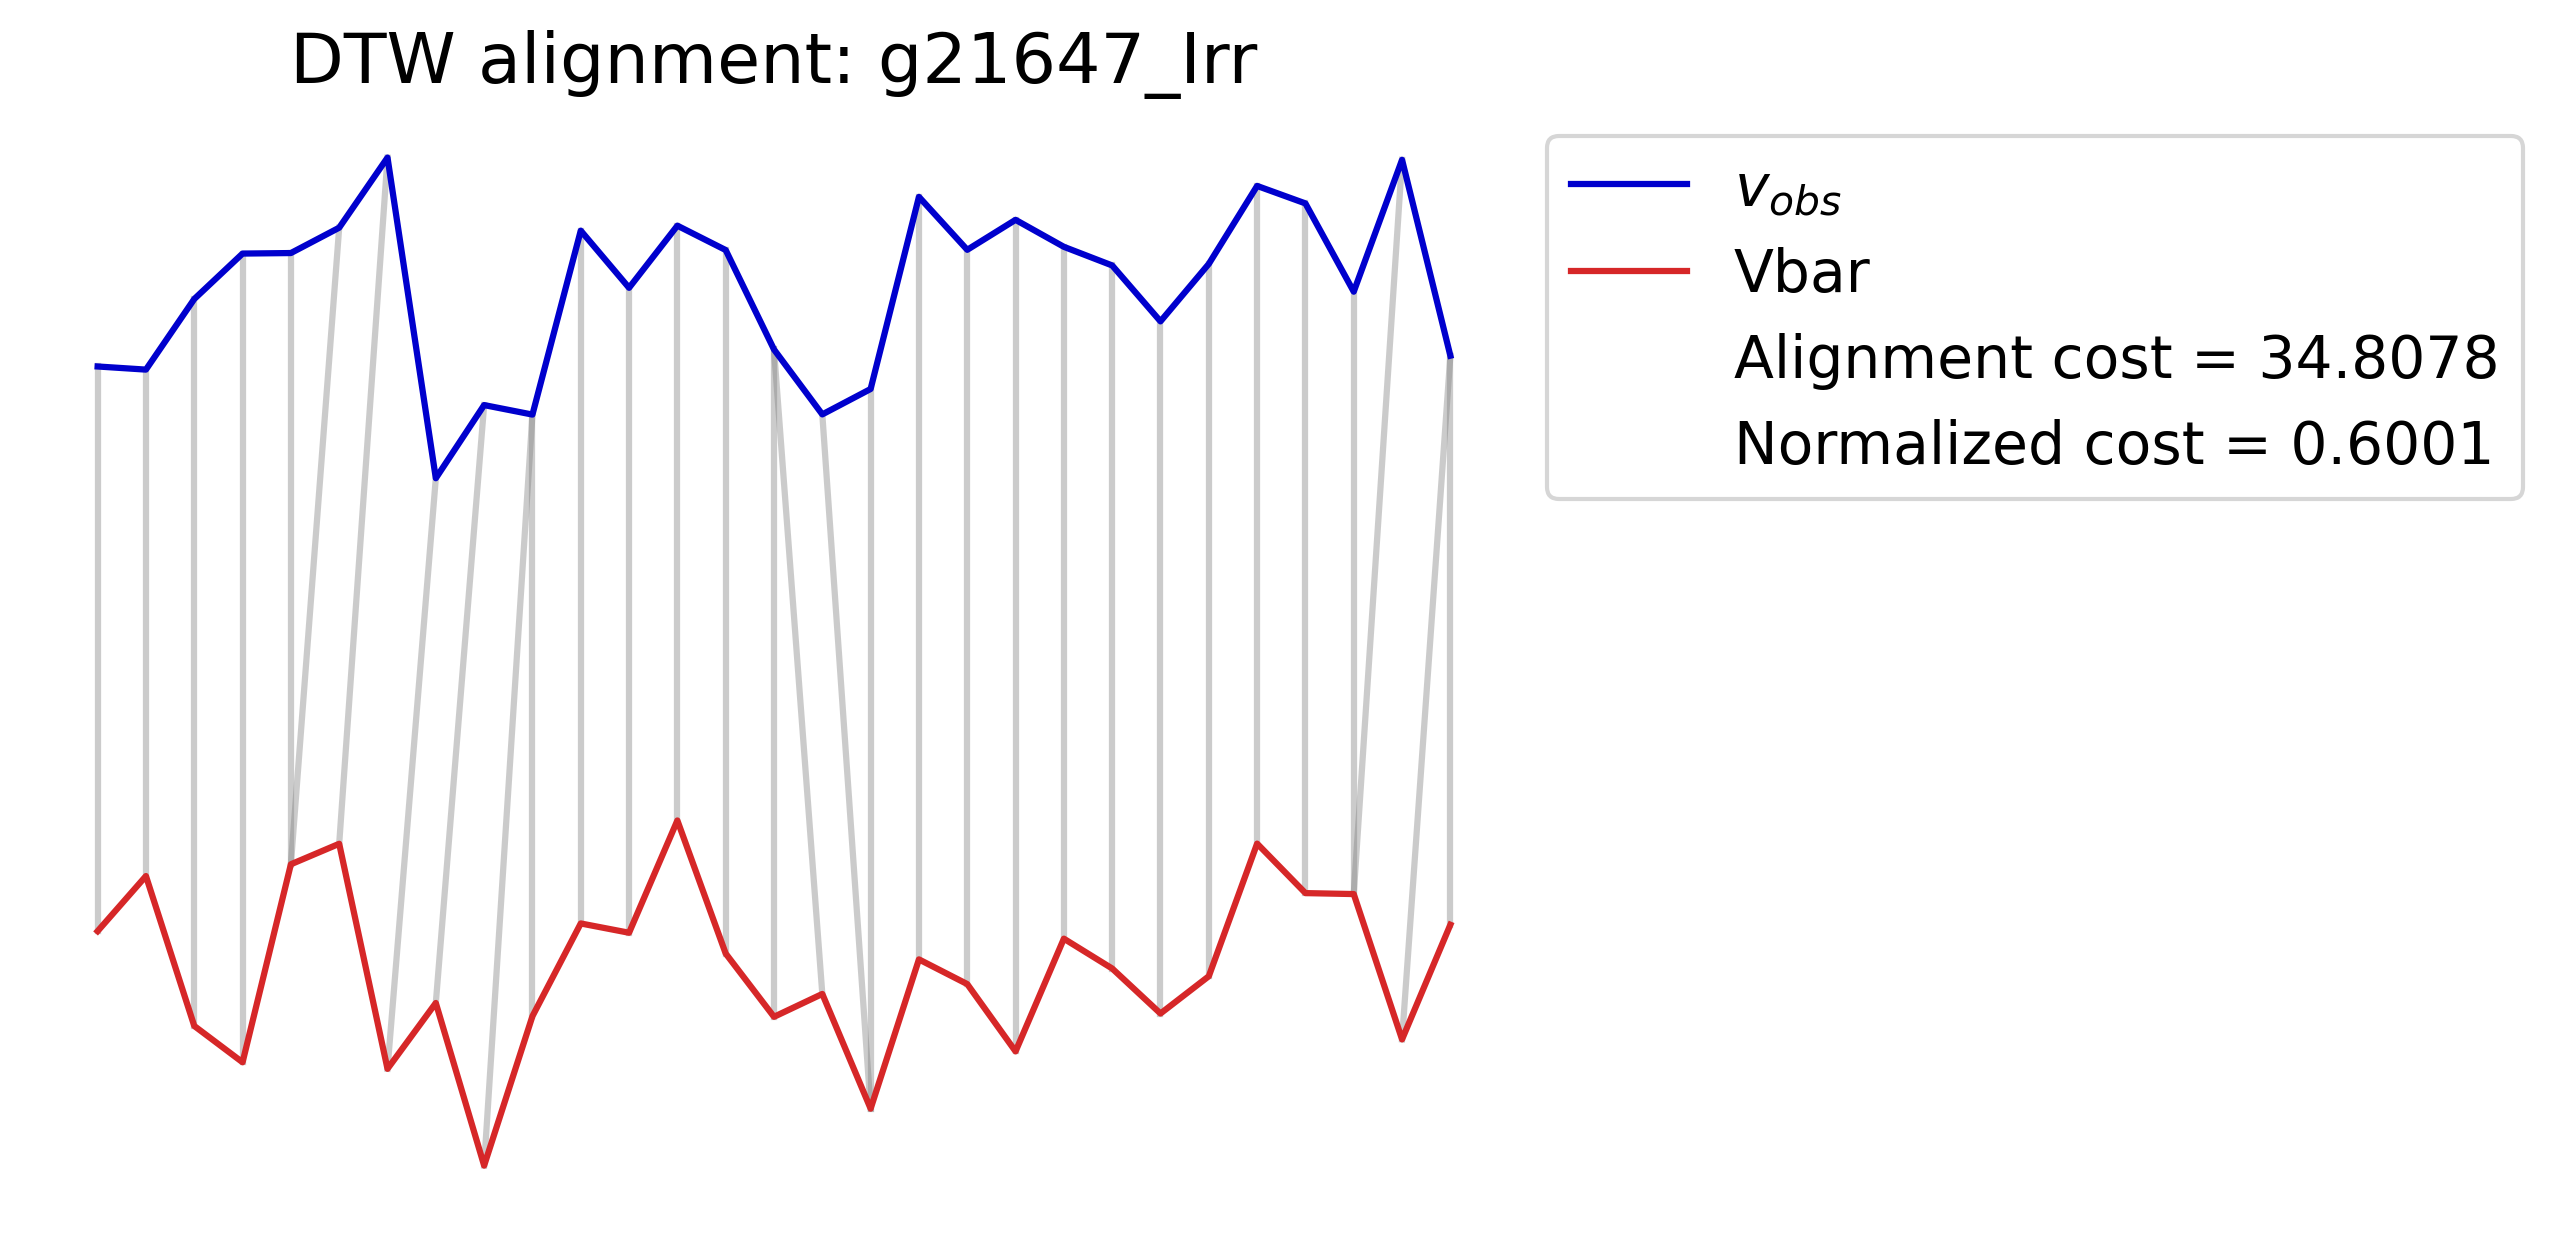 DTW alignment: g21647_Irr
v_obs
Vbar
Alignment cost = 34.8078
Normalized cost = 0.6001